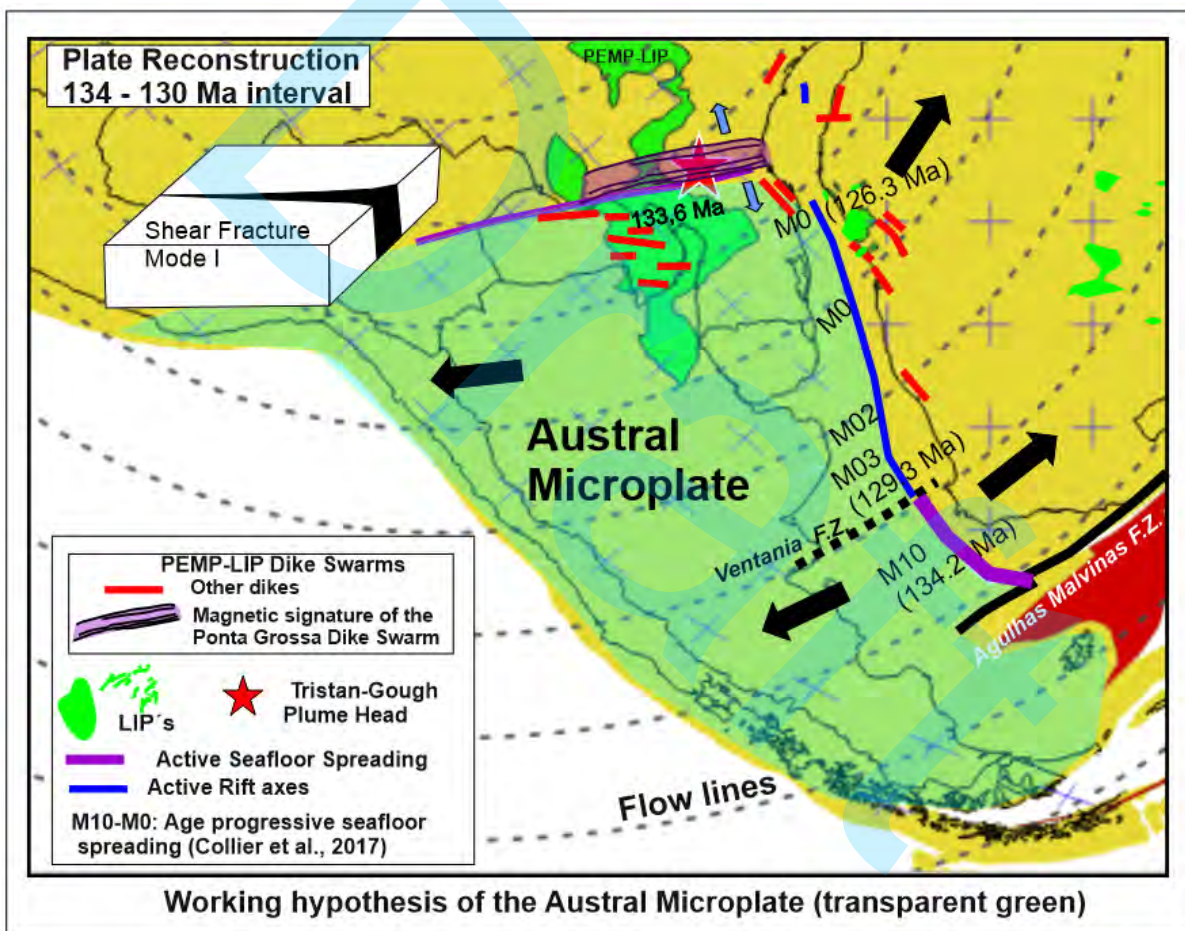 Plate Reconstruction
134 - 130 Ma interval
PEMP-LIP
Shear Fracture
Mode I
133,6 Ma
M0 (126.3 Ma)
M0
Austral
Microplate
M02
M03
(129.3 Ma)
Ventania F.Z.
M10
(134.2 Ma)
Agulhas Malvinas F.Z.
Flow lines
PEMP-LIP Dike Swarms
Other dikes
Magnetic signature of the
Ponta Grossa Dike Swarm
LIP´s
Tristan-Gough
Plume Head
Active Seafloor Spreading
Active Rift axes
M10-M0: Age progressive seafloor
spreading (Collier et al., 2017)
Working hypothesis of the Austral Microplate (transparent green)